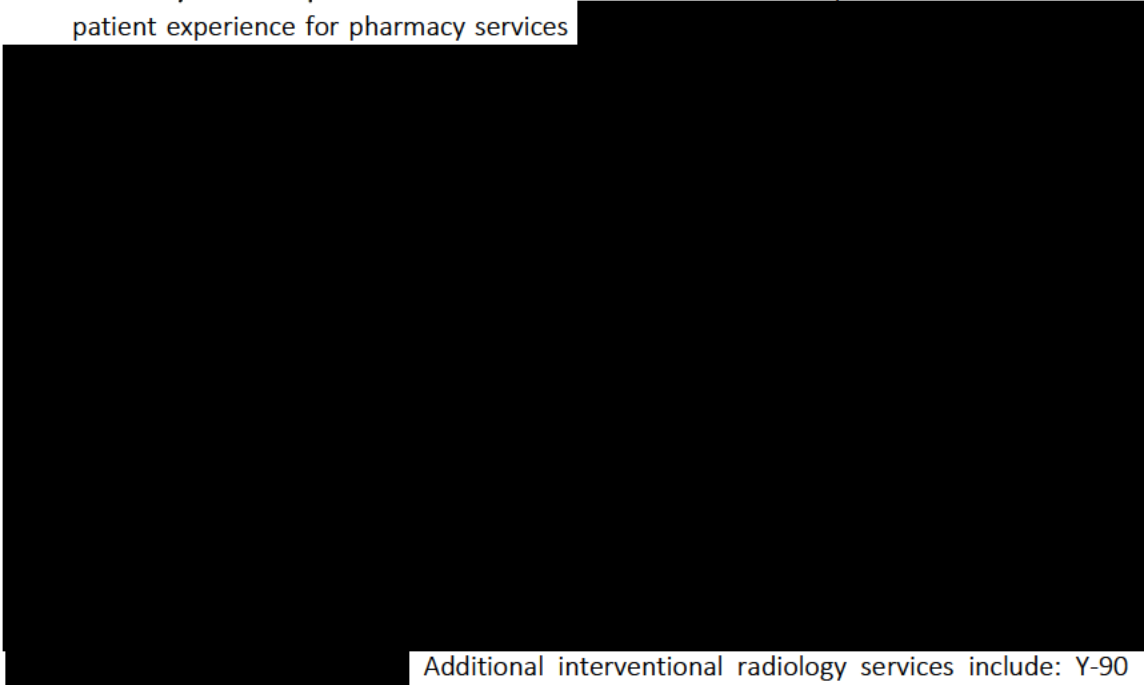 patient experience for pharmacy services
Additional interventional radiology services include: Y-90